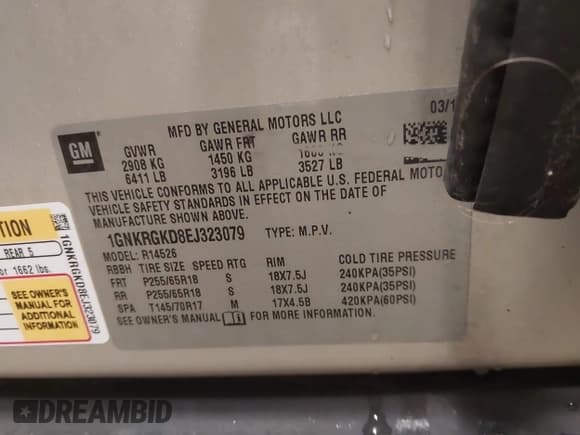 MFD BY GENERAL MOTORS LLC
03/1
GM
GVWR GAWR FRT GAWR RR
2908 KG 1450 KG 1600 KG
6411 LB 3196 LB 3527 LB
THIS VEHICLE CONFORMS TO ALL APPLICABLE U.S. FEDERAL MOTO
VEHICLE SAFETY STANDARDS IN EFFECT ON THE DATE OF
MANUFACTURE SHOWN ABOVE.
1GNKRGKD8EJ323079 TYPE: M.P.V.
MODEL: R14526
RBBH TIRE SIZE SPEED RTG RIM COLD TIRE PRESSURE
FRT P255/65R18 S 18X7.5J 240KPA(35PSI)
RR P255/65R18 S 18X7.5J 240KPA(35PSI)
SPA T145/70R17 M 17X4.5B 420KPA(60PSI)
SEE OWNER'S MANUAL FOR MORE INFORMATION
TION
REAR 5
or 1662 lbs.
SEE OWNER'S
MANUAL FOR
ADDITIONAL
INFORMATION
1GNKRGKD8EJ323079
DREAMBID